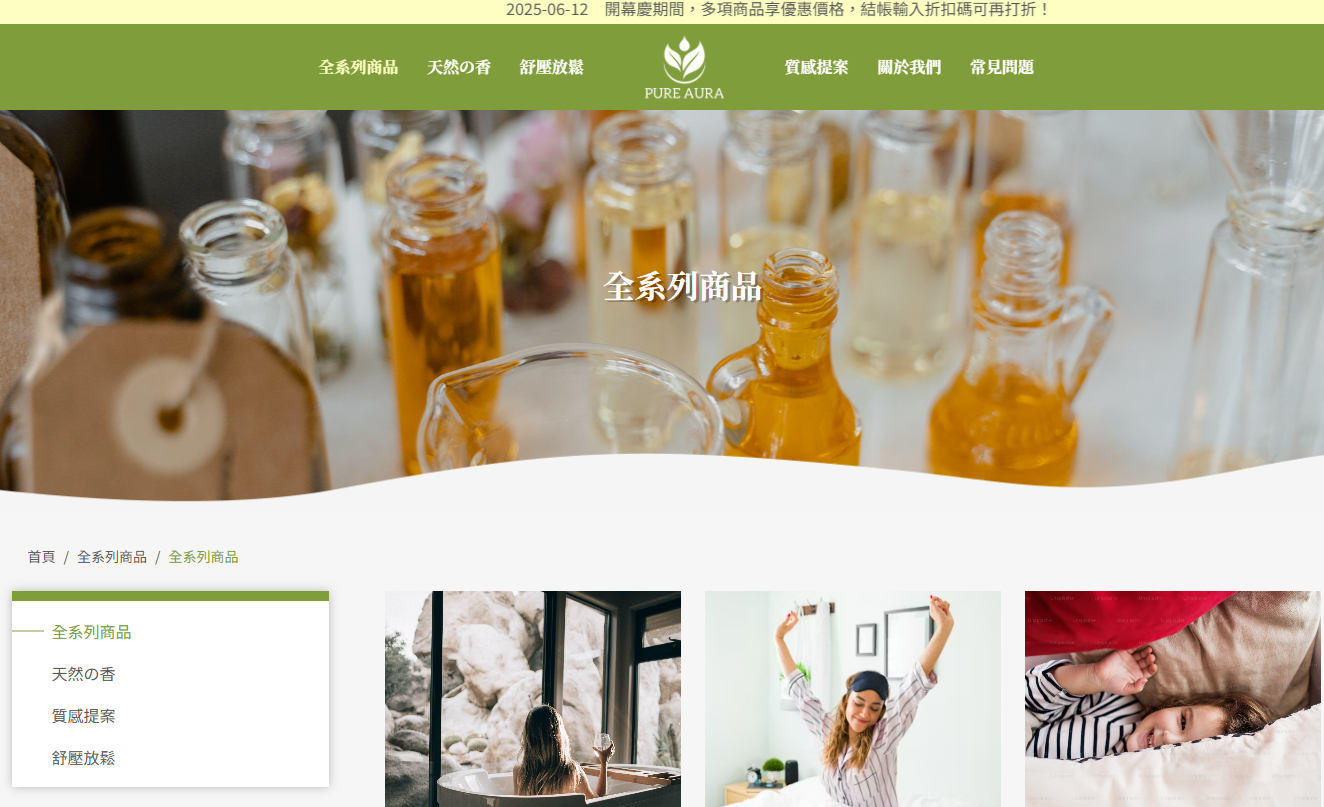 2025-06-12 開幕慶期間，多項商品享優惠價格，結帳輸入折扣碼可再打折！
全系列商品 天然の香 舒壓放鬆 PURE AURA 質感提案 關於我們 常見問題
全系列商品
首頁 / 全系列商品 / 全系列商品
全系列商品
天然の香
質感提案
舒壓放鬆